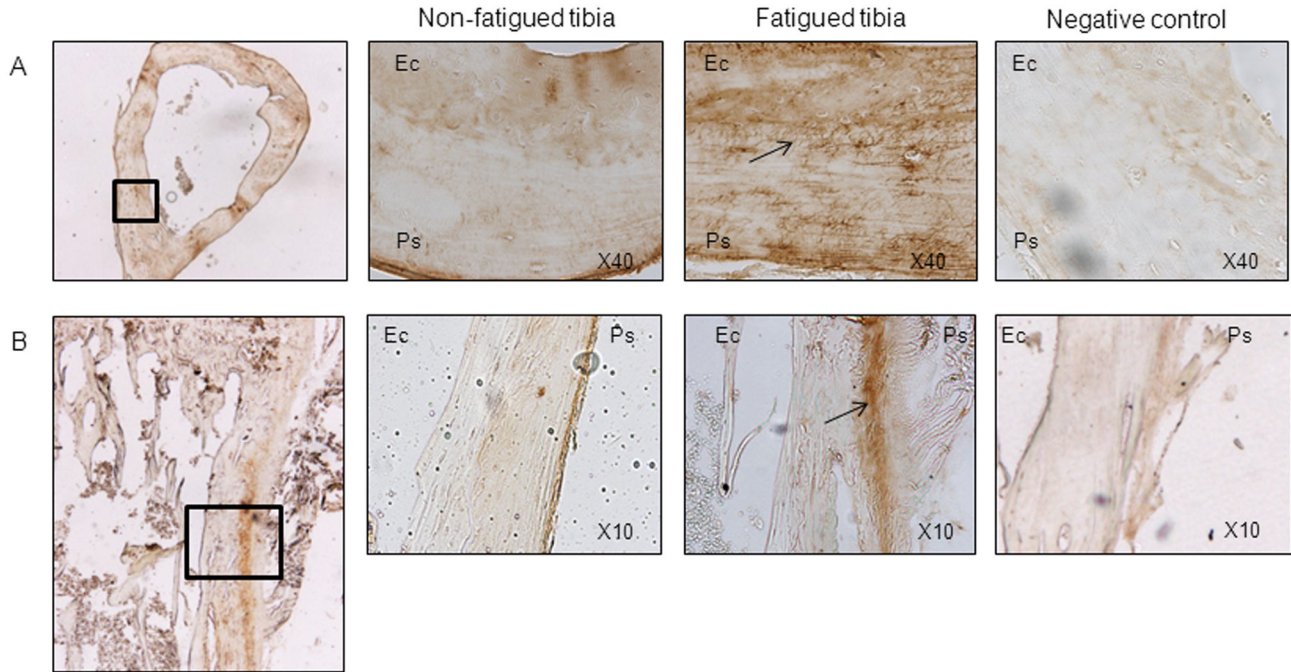 Non-fatigued tibia Fatigued tibia Negative control
A
Ec Ec Ec
Ps Ps Ps
X40 X40 X40
B
Ec Ps Ec Ps Ec Ps
X10 X10 X10